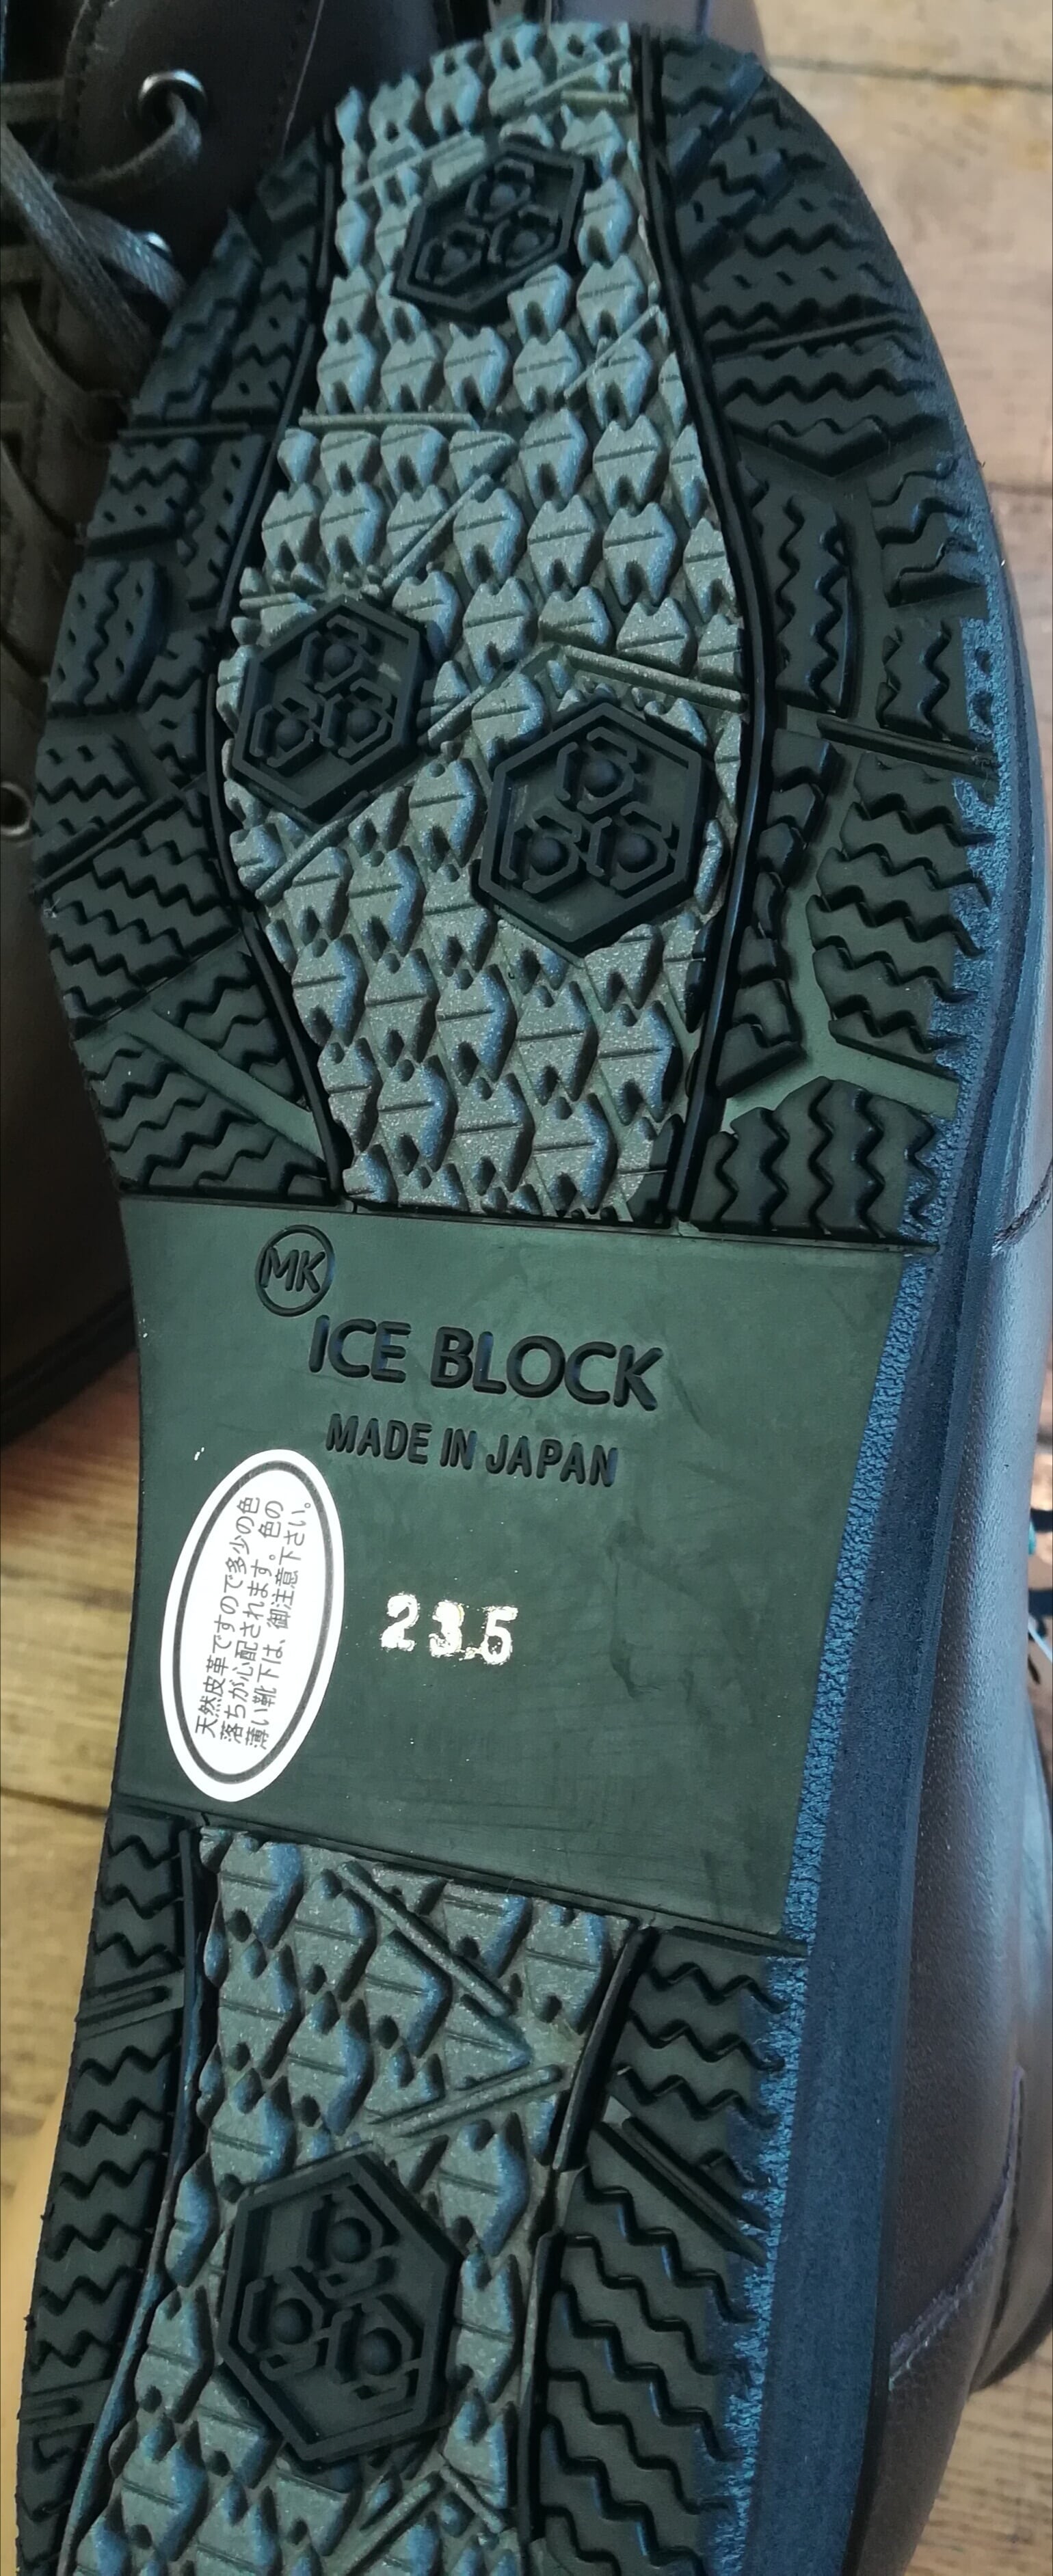 MK
ICE BLOCK
MADE IN JAPAN
天然皮革ですので多少の色
落ちが心配されます。色の
薄い靴下は、御注意下さい。
23.5